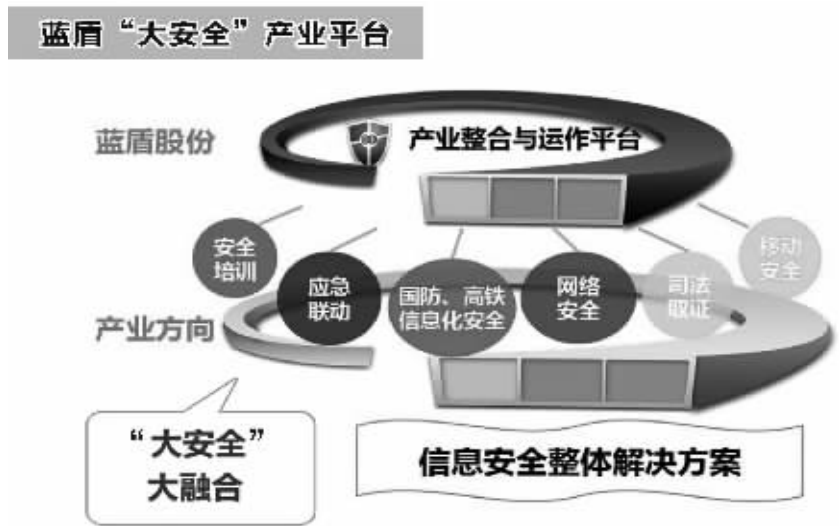 蓝盾“大安全”产业平台
蓝盾股份
产业整合与运作平台
安全
培训
应急
联动
国防、高铁
信息化安全
网络
安全
司法
取证
移动
安全
产业方向
“大安全”
大融合
信息安全整体解决方案